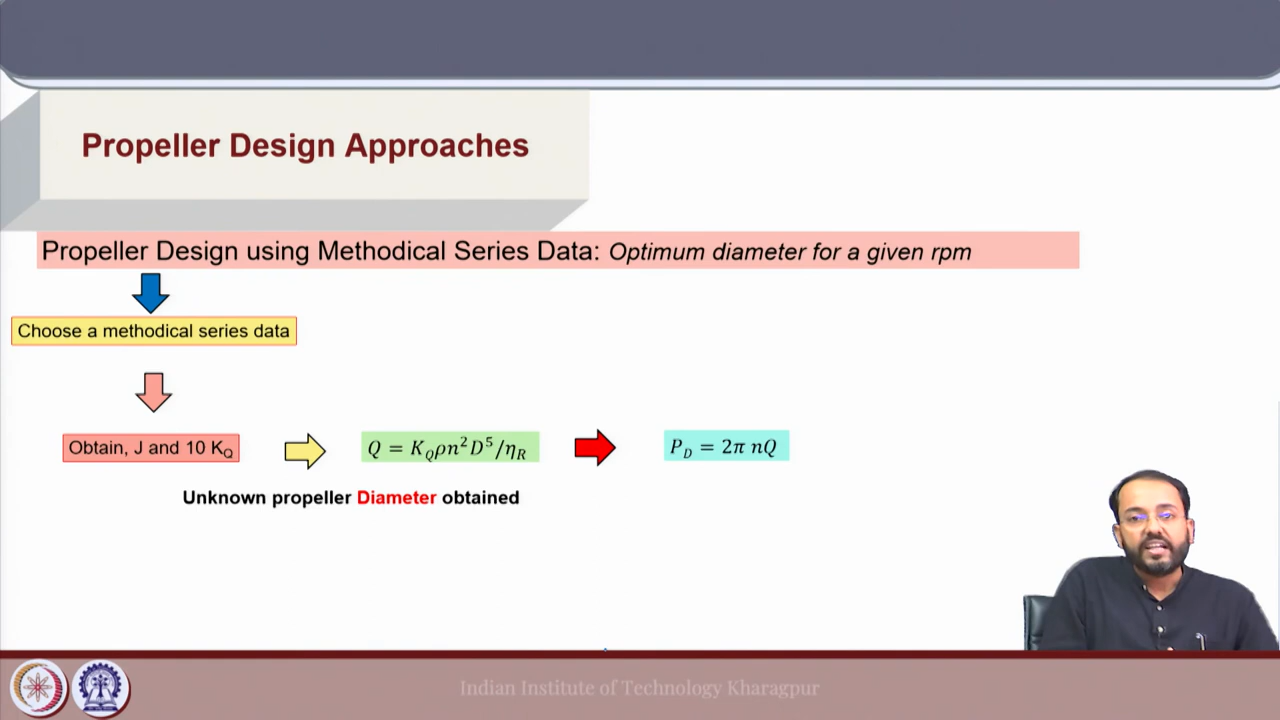 Propeller Design Approaches
Propeller Design using Methodical Series Data: Optimum diameter for a given rpm
Choose a methodical series data
Obtain, J and 10 K_Q
Q = K_Qρn²D⁵/η_R
P_D = 2π nQ
Unknown propeller Diameter obtained
Indian Institute of Technology Kharagpur